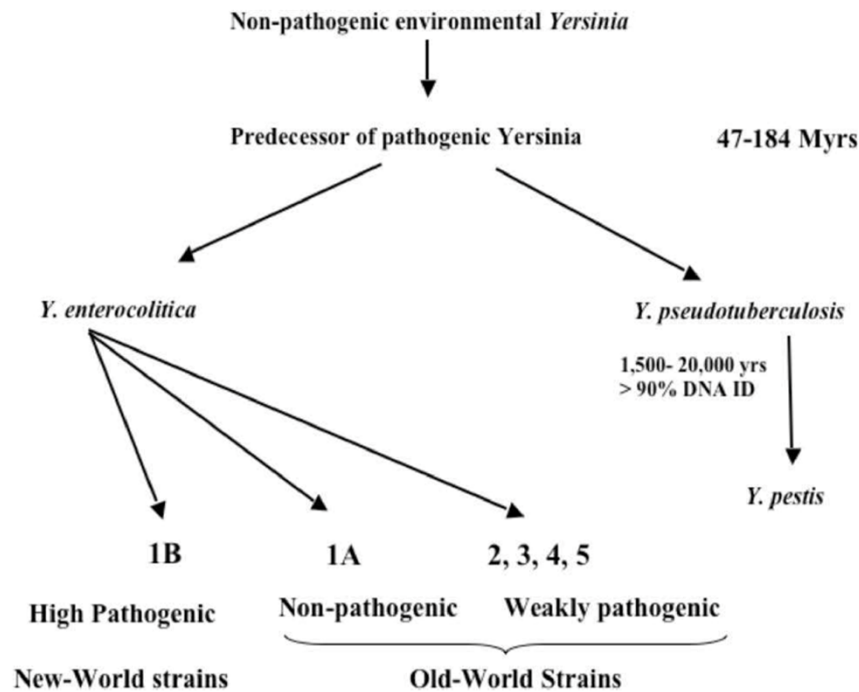 Non-pathogenic environmental Yersinia
Predecessor of pathogenic Yersinia
47-184 Myrs
Y. enterocolitica
Y. pseudotuberculosis
1,500- 20,000 yrs
> 90% DNA ID
Y. pestis
1B
1A
2, 3, 4, 5
High Pathogenic
Non-pathogenic
Weakly pathogenic
New-World strains
Old-World Strains